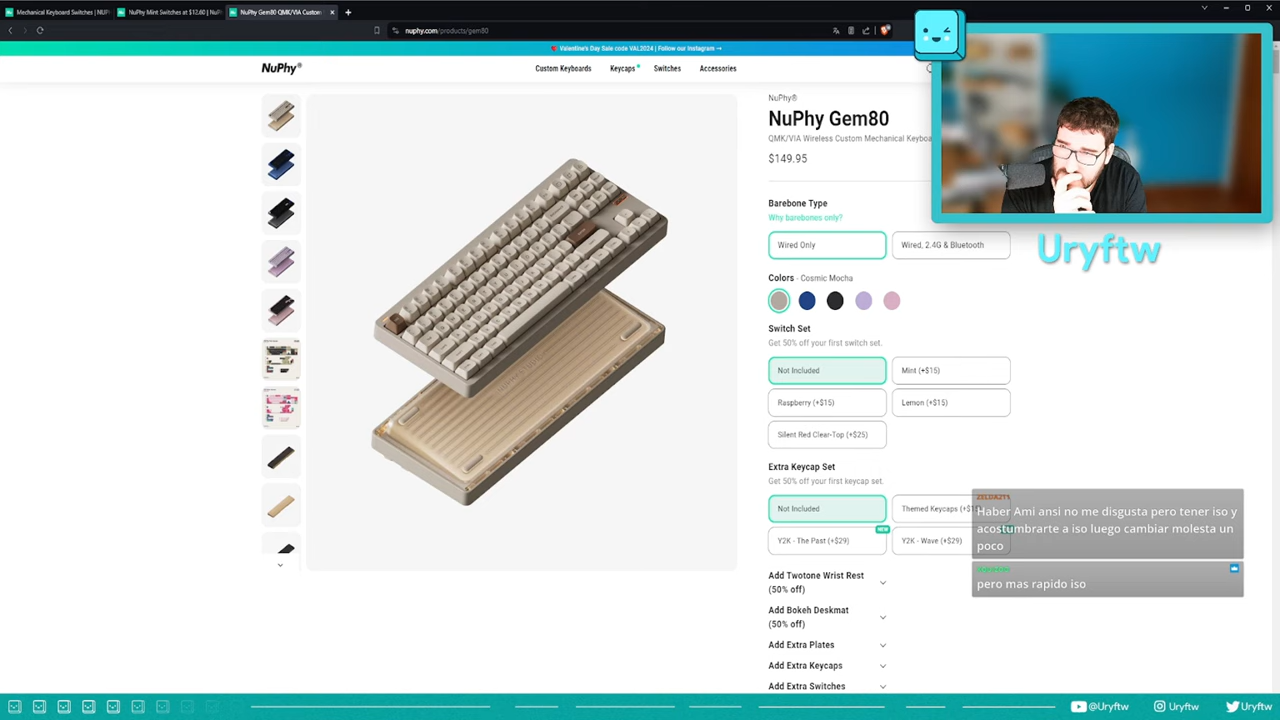 Mechanical Keyboard Switches | NUP
NuPhy Mint Switches at $12.60 | NuPh
NuPhy Gem80 QMK/VIA Custom
nuphy.com/products/gem80
Valentine's Day Sale code VAL2024 | Follow our Instagram →
NuPhy®
Custom Keyboards
Keycaps
Switches
Accessories
NuPhy®
NuPhy Gem80
QMK/VIA Wireless Custom Mechanical Keyboa
$149.95
Barebone Type
Why barebones only?
Wired Only
Wired, 2.4G & Bluetooth
Colors - Cosmic Mocha
Switch Set
Get 50% off your first switch set.
Not Included
Mint (+$15)
Raspberry (+$15)
Lemon (+$15)
Silent Red Clear-Top (+$25)
Extra Keycap Set
Get 50% off your first keycap set.
Not Included
Themed Keycaps (+$15
NEW
Y2K - The Past (+$29)
Y2K - Wave (+$29)
Add Twotone Wrist Rest
(50% off)
Add Bokeh Deskmat
(50% off)
Add Extra Plates
Add Extra Keycaps
Add Extra Switches
Uryftw
Haber Ami ansi no me disgusta pero tener iso y
acostumbrarte a iso luego cambiar molesta un
poco
pero mas rapido iso
@Uryftw
Uryftw
Uryftw